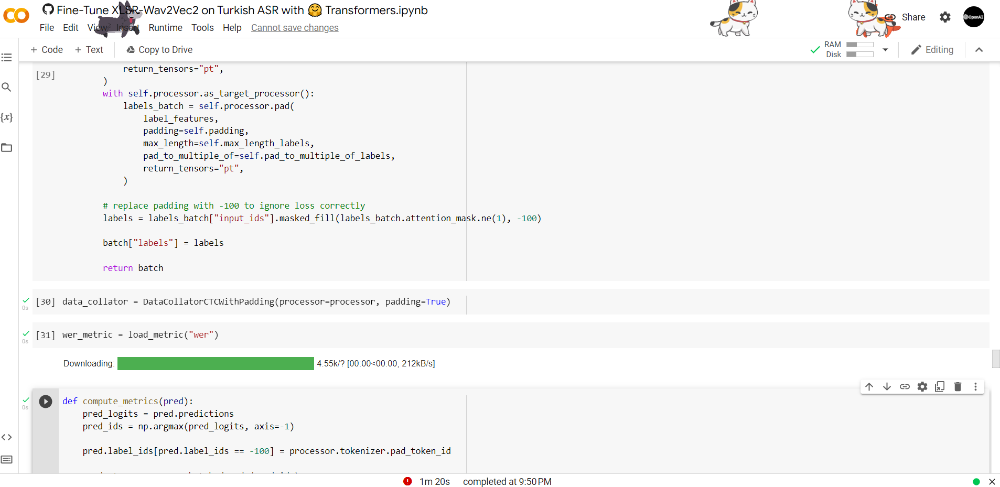 Fine-Tune XLSR-Wav2Vec2 on Turkish ASR with 🤗 Transformers.ipynb
File Edit View Insert Runtime Tools Help Cannot save changes
Share
OpenAI
+ Code + Text Copy to Drive
RAM
Disk
Editing
{x}
[29]
return_tensors="pt",
)
with self.processor.as_target_processor():
labels_batch = self.processor.pad(
label_features,
padding=self.padding,
max_length=self.max_length_labels,
pad_to_multiple_of=self.pad_to_multiple_of_labels,
return_tensors="pt",
)
# replace padding with -100 to ignore loss correctly
labels = labels_batch["input_ids"].masked_fill(labels_batch.attention_mask.ne(1), -100)
batch["labels"] = labels
return batch
0s
[30] data_collator = DataCollatorCTCWithPadding(processor=processor, padding=True)
0s
[31] wer_metric = load_metric("wer")
Downloading: 4.55k/? [00:00<00:00, 212kB/s]
0s
def compute_metrics(pred):
pred_logits = pred.predictions
pred_ids = np.argmax(pred_logits, axis=-1)
pred.label_ids[pred.label_ids == -100] = processor.tokenizer.pad_token_id
1m 20s completed at 9:50 PM